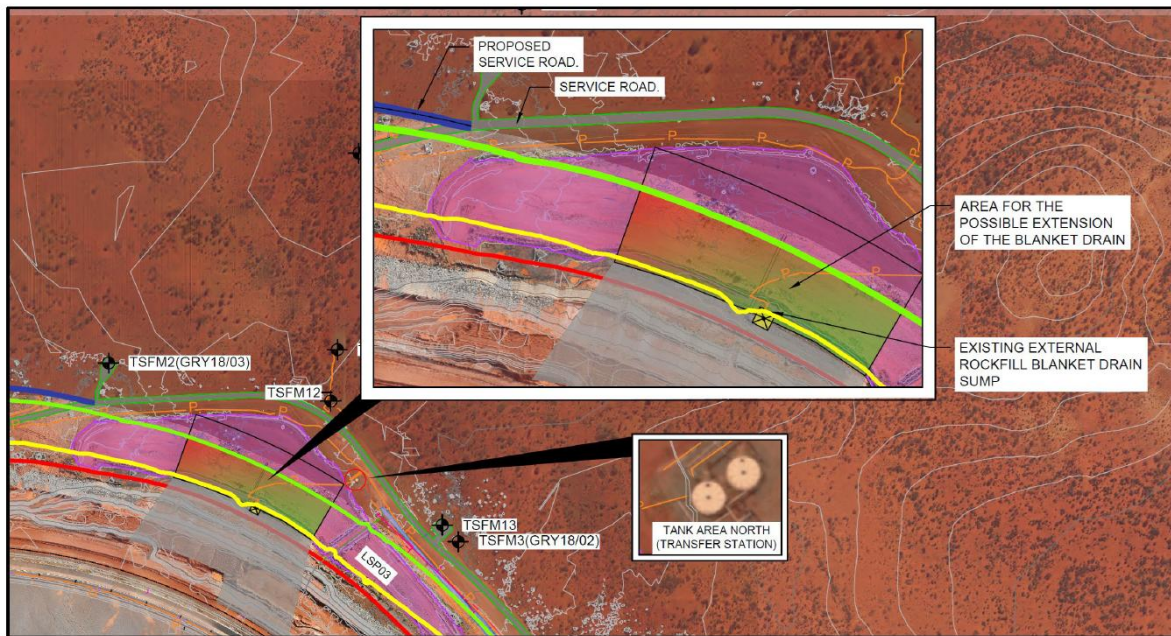 PROPOSED
SERVICE ROAD.
SERVICE ROAD.
P
P
P
R
R
R
P
AREA FOR THE
POSSIBLE EXTENSION
OF THE BLANKET DRAIN
EXISTING EXTERNAL
ROCKFILL BLANKET DRAIN
SUMP
TSFM2(GRY18/03)
TSFM12
P
P
TSFM13
TSFM3(GRY18/02)
LSP03
TANK AREA NORTH
(TRANSFER STATION)